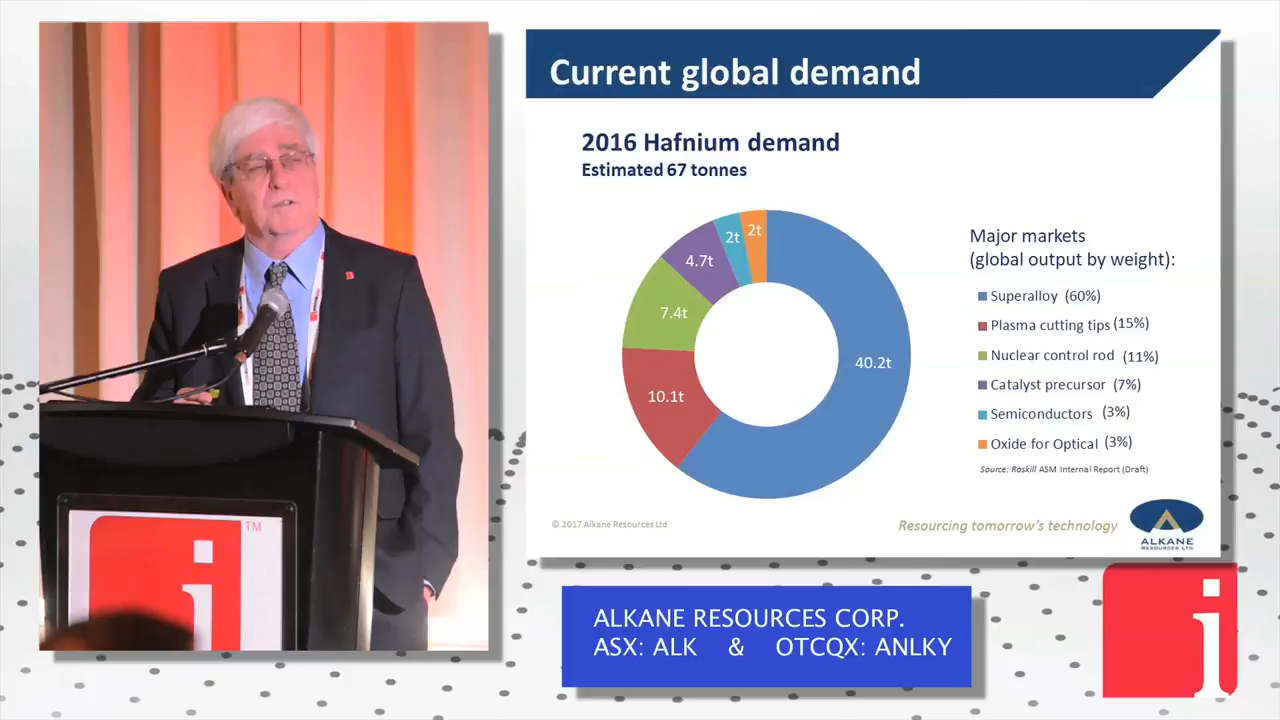 Current global demand
2016 Hafnium demand
Estimated 67 tonnes
2t
2t
4.7t
7.4t
10.1t
40.2t
Major markets
(global output by weight):
Superalloy (60%)
Plasma cutting tips (15%)
Nuclear control rod (11%)
Catalyst precursor (7%)
Semiconductors (3%)
Oxide for Optical (3%)
Source: Roskill ASM Internal Report (Draft)
© 2017 Alkane Resources Ltd
Resourcing tomorrow's technology
ALKANE
RESOURCES LTD
i TM
ALKANE RESOURCES CORP.
ASX: ALK & OTCQX: ANLKY
i